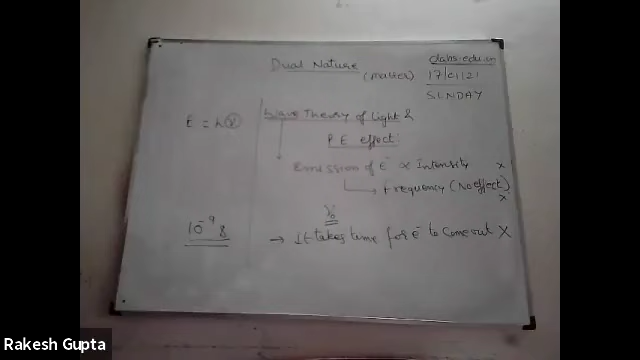 Dual Nature
(Matter)
dabs.edu.in
17/01/21
SUNDAY
E = hν
Wave Theory of Light &
P E effect:
Emission of e⁻ ∝ Intensity ×
→ Frequency (No effect) ×
ν₀
10⁻⁹ s
→ It takes time for e⁻ to come out ×
Rakesh Gupta